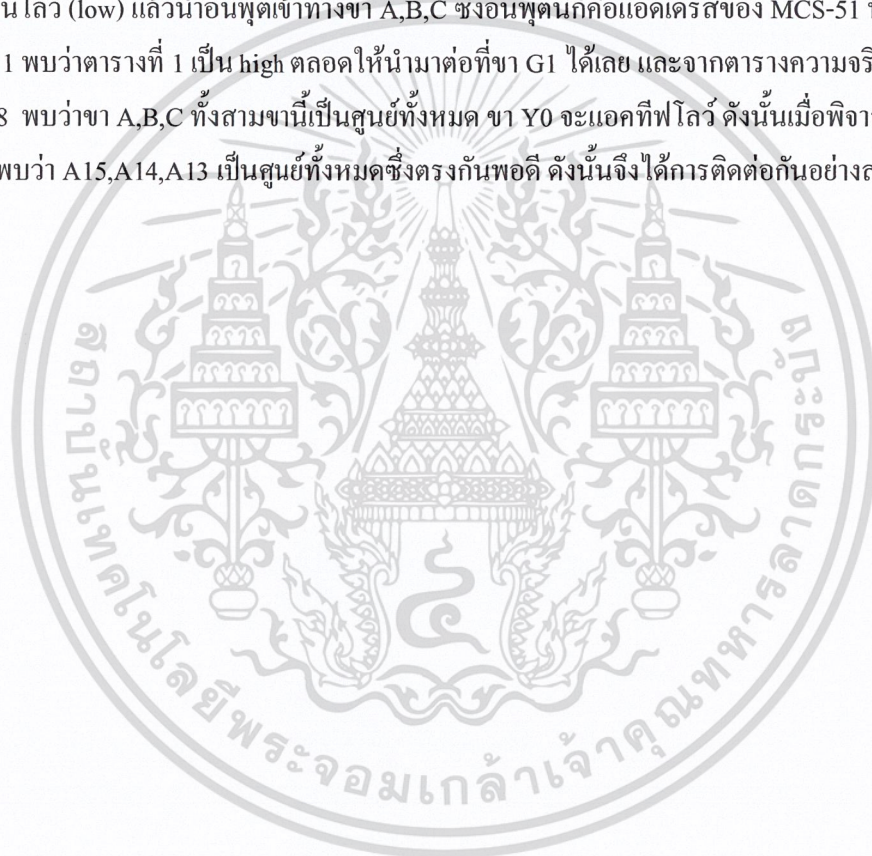 น โลว์ (low) แล้วนำอินพุตเข้าทางขา A,B,C ซึ่งอินพุตนี้ก็คือแอดเดรสของ MCS-51
1 พบว่าตารางที่ 1 เป็น high ตลอดให้นำมาต่อที่ขา G1 ได้เลย และจากตารางความจริ
8 พบว่าขา A,B,C ทั้งสามขานี้เป็นศูนย์ทั้งหมด ขา Y0 จะแอคทีฟโลว์ ดังนั้นเมื่อพิจา
พบว่า A15,A14,A13 เป็นศูนย์ทั้งหมดซึ่งตรงกันพอดี ดังนั้นจึงได้การติดต่อกันอย่าง
สถาบันเทคโนโลยีพระจอมเกล้าเจ้าคุณทหารลาดกระบัง